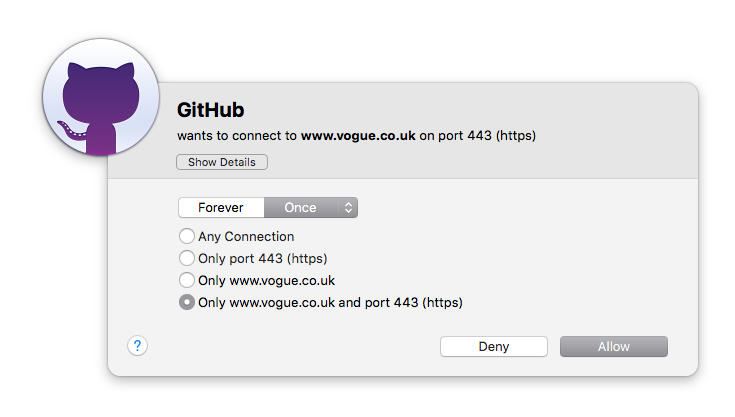 GitHub
wants to connect to www.vogue.co.uk on port 443 (https)
Show Details
Forever Once
Any Connection
Only port 443 (https)
Only www.vogue.co.uk
Only www.vogue.co.uk and port 443 (https)
? Deny Allow